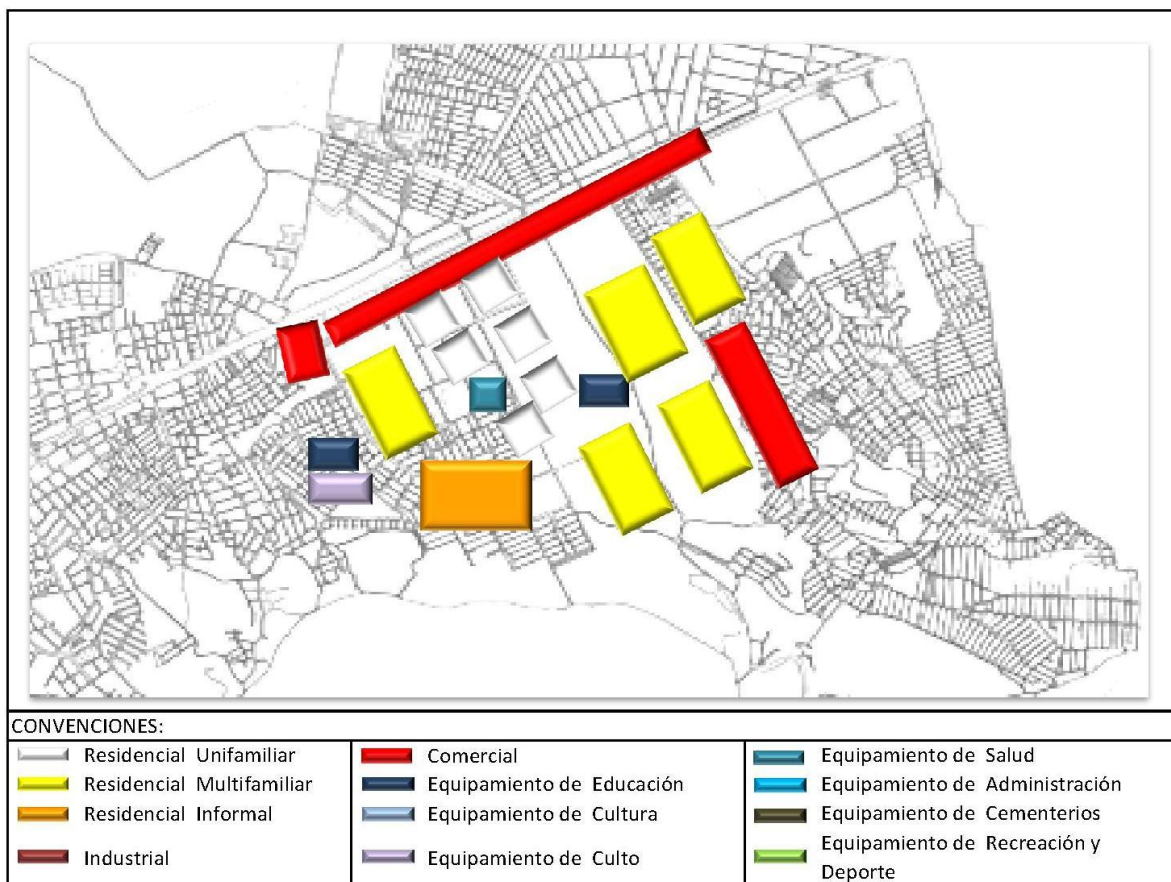 CONVENCIONES:
Residencial Unifamiliar
Residencial Multifamiliar
Residencial Informal
Industrial
Comercial
Equipamiento de Educación
Equipamiento de Cultura
Equipamiento de Culto
Equipamiento de Salud
Equipamiento de Administración
Equipamiento de Cementerios
Equipamiento de Recreación y
Deporte